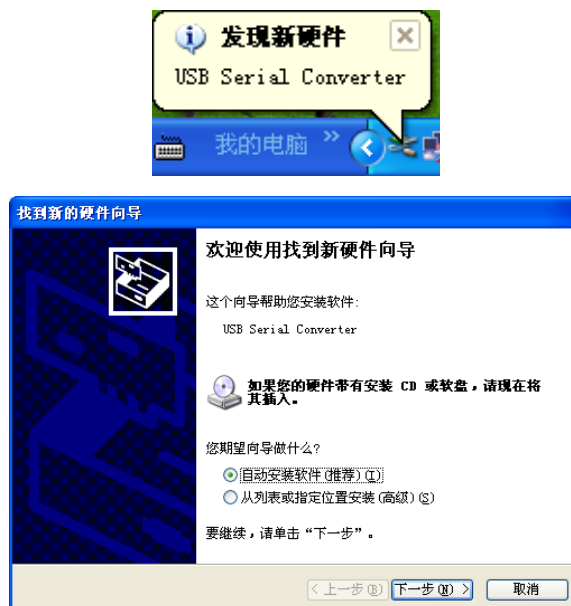 发现新硬件
USB Serial Converter
我的电脑 »
找到新的硬件向导
欢迎使用找到新硬件向导
这个向导帮助您安装软件:
USB Serial Converter
如果您的硬件带有安装 CD 或软盘，请现在将
其插入。
您期望向导做什么?
自动安装软件(推荐)(I)
从列表或指定位置安装(高级)(S)
要继续，请单击“下一步”。
<上一步(B) 下一步(N)> 取消